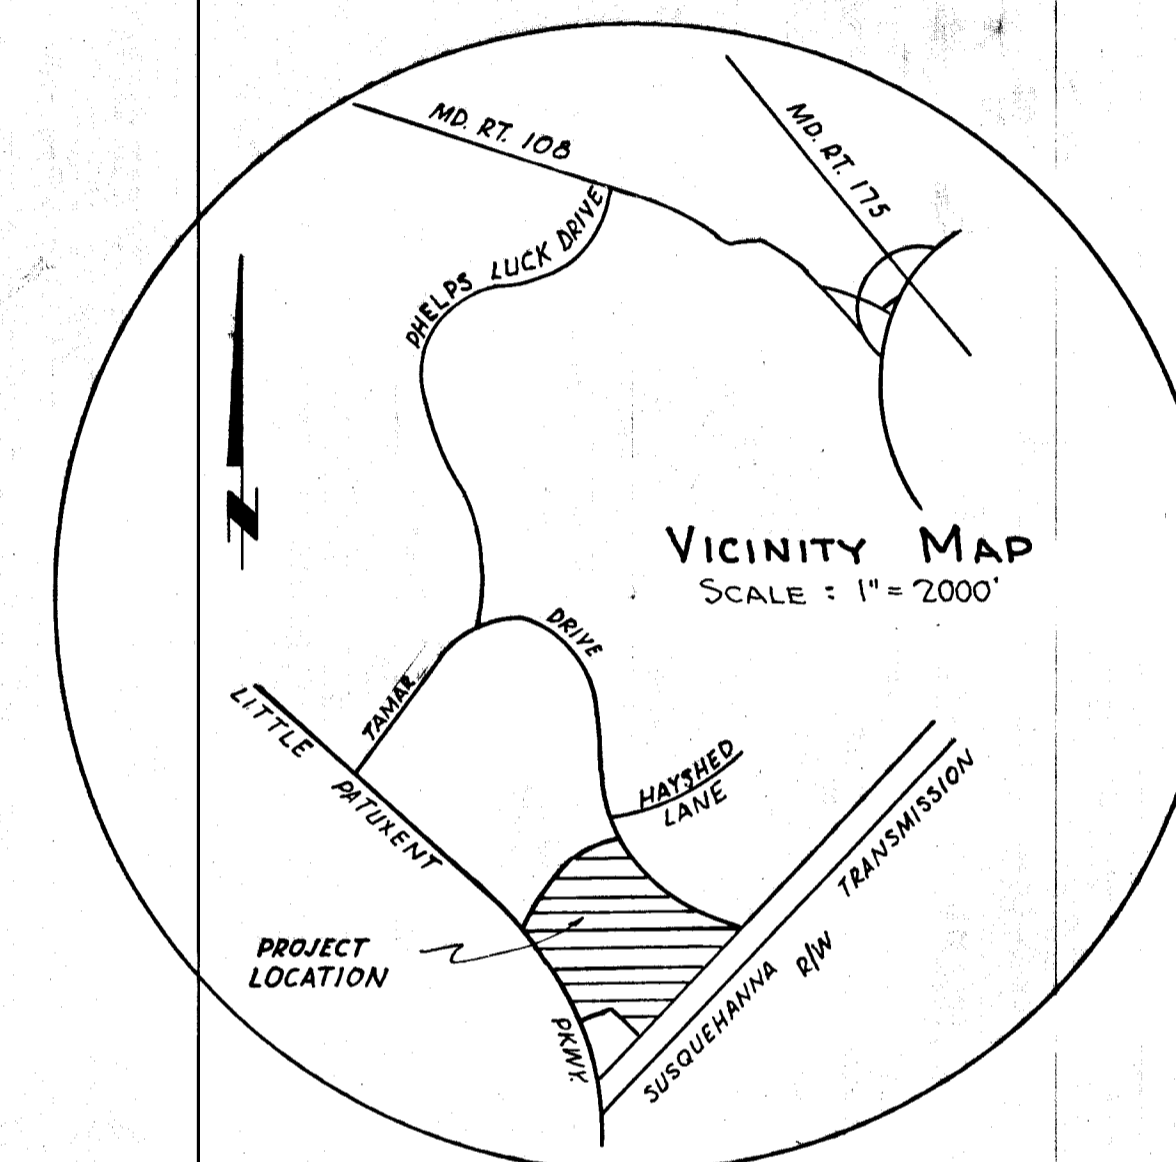 MD. RT. 108
MD. RT. 175
PHELPS LUCK DRIVE
N
VICINITY MAP
SCALE : 1" = 2000'
TAMAR DRIVE
LITTLE PATUXENT PKWY.
HAYSHED
LANE
PROJECT
LOCATION
SUSQUEHANNA R/W TRANSMISSION